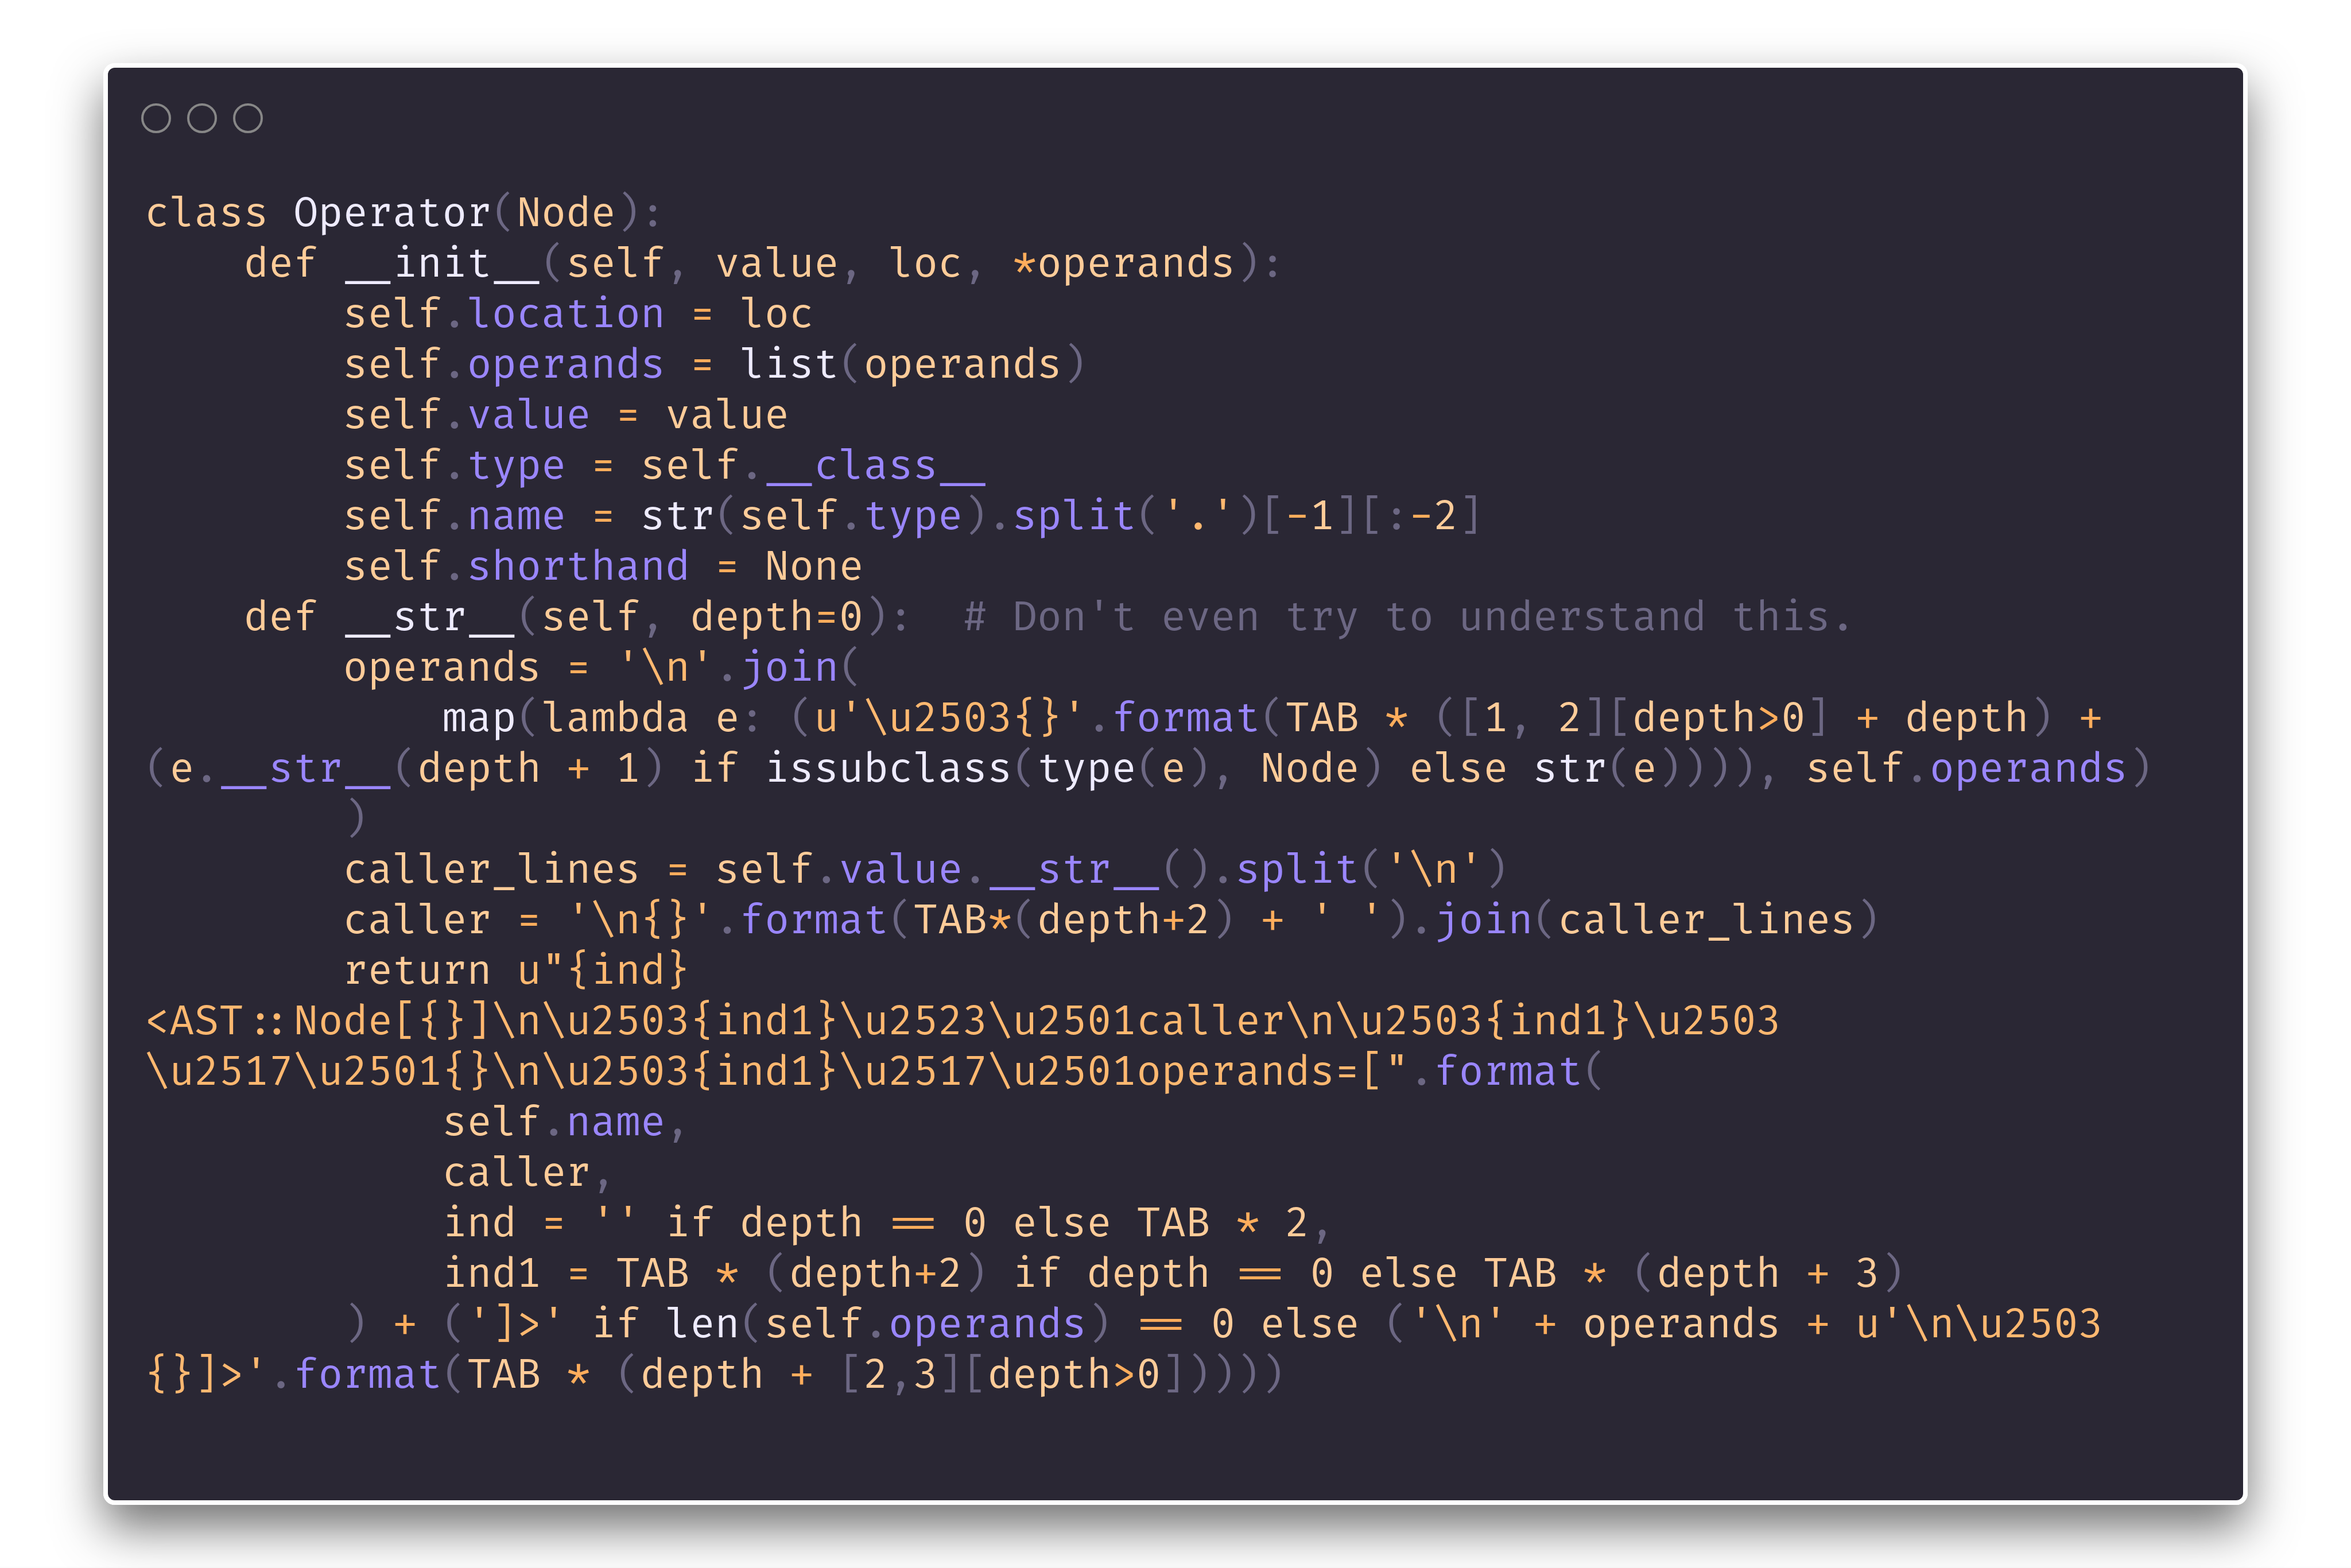 class Operator(Node):
    def __init__(self, value, loc, *operands):
        self.location = loc
        self.operands = list(operands)
        self.value = value
        self.type = self.__class__
        self.name = str(self.type).split('.')[-1][:-2]
        self.shorthand = None
    def __str__(self, depth=0):  # Don't even try to understand this.
        operands = '\n'.join(
            map(lambda e: (u'\u2503{}'.format(TAB * ([1, 2][depth>0] + depth) +
(e.__str__(depth + 1) if issubclass(type(e), Node) else str(e)))), self.operands)
        )
        caller_lines = self.value.__str__().split('\n')
        caller = '\n{}'.format(TAB*(depth+2) + ' ').join(caller_lines)
        return u"{ind}
<AST::Node[{}]\n\u2503{ind1}\u2523\u2501caller\n\u2503{ind1}\u2503
\u2517\u2501{}\n\u2503{ind1}\u2517\u2501operands=[".format(
            self.name,
            caller,
            ind = '' if depth == 0 else TAB * 2,
            ind1 = TAB * (depth+2) if depth == 0 else TAB * (depth + 3)
        ) + (']>' if len(self.operands) == 0 else ('\n' + operands + u'\n\u2503
{}]>'.format(TAB * (depth + [2,3][depth>0]))))